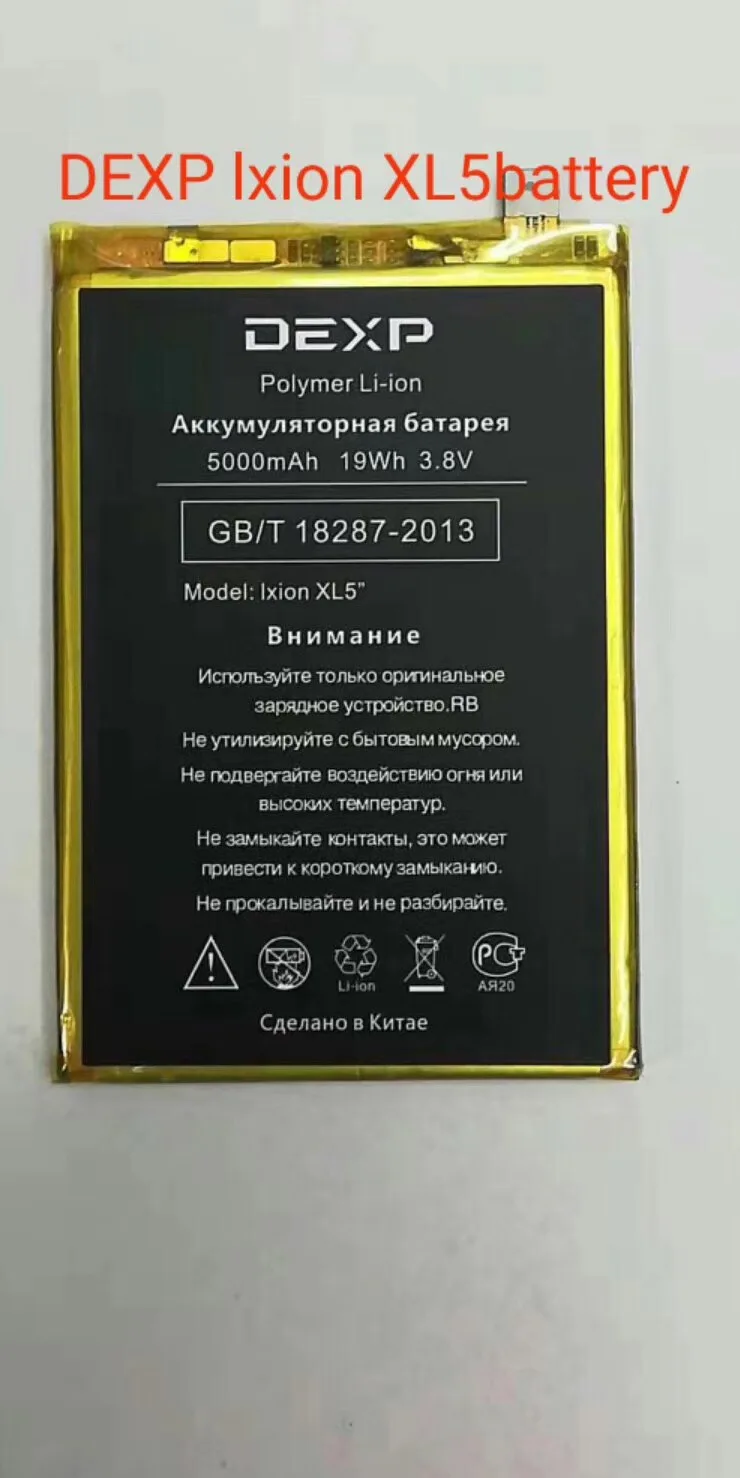 DEXP Ixion XL5battery
DEXP
Polymer Li-ion
Аккумуляторная батарея
5000mAh 19Wh 3.8V
GB/T 18287-2013
Model: Ixion XL5”
Внимание
Используйте только оригинальное
зарядное устройство.RB
Не утилизируйте с бытовым мусором.
Не подвергайте воздействию огня или
высоких температур.
Не замыкайте контакты, это может
привести к короткому замыканию.
Не прокалывайте и не разбирайте.
Li-ion
РСТ
АЯ20
Сделано в Китае